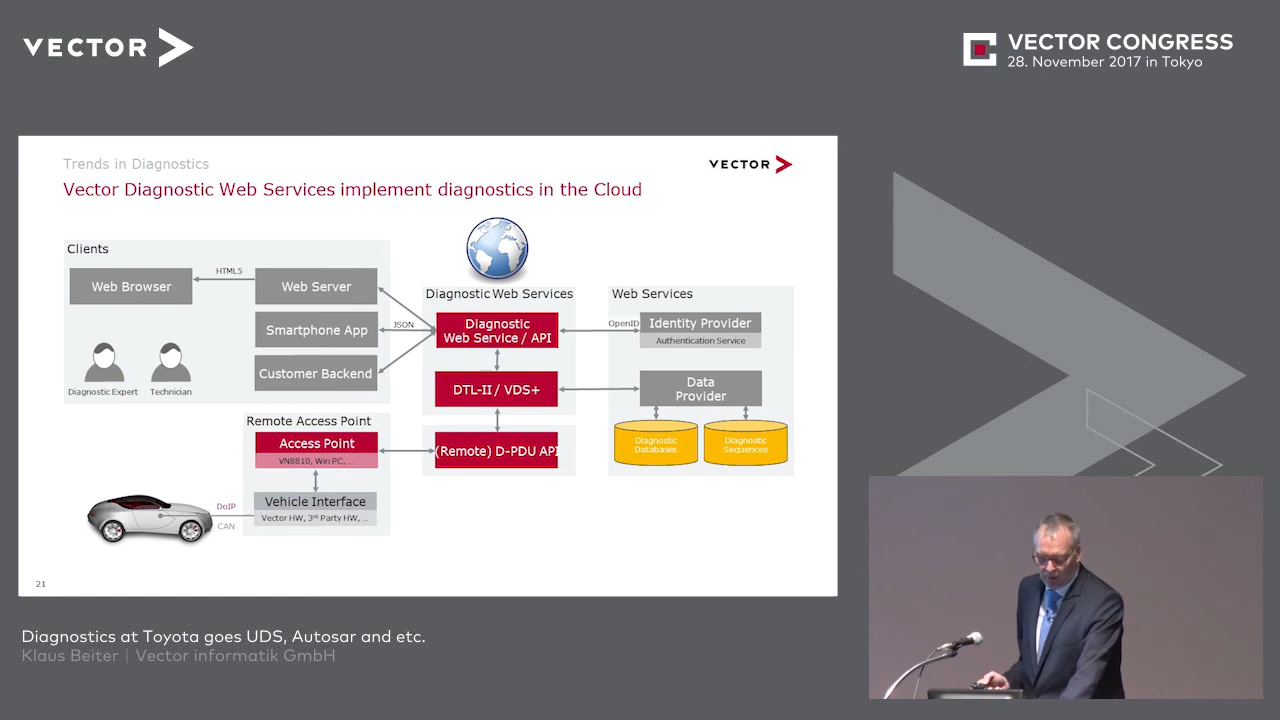 VECTOR
VECTOR CONGRESS
28. November 2017 in Tokyo
Trends in Diagnostics
VECTOR
Vector Diagnostic Web Services implement diagnostics in the Cloud
Clients
Web Browser
HTML5
Web Server
Smartphone App
JSON
Customer Backend
Diagnostic Expert
Technician
Diagnostic Web Services
Diagnostic
Web Service / API
DTL-II / VDS+
(Remote) D-PDU API
Web Services
OpenID
Identity Provider
Authentication Service
Data
Provider
Diagnostic
Databases
Diagnostic
Sequences
Remote Access Point
Access Point
VN8810, Win PC, ...
Vehicle Interface
Vector HW, 3rd Party HW, ...
DoIP
CAN
21
Diagnostics at Toyota goes UDS, Autosar and etc.
Klaus Beiter | Vector informatik GmbH